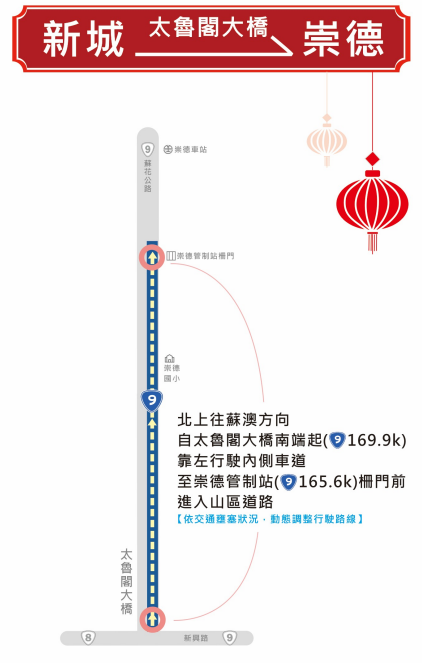 新城 太魯閣大橋 崇德
9 崇德車站
蘇花公路
崇德管制站柵門
崇德
國小
9
北上往蘇澳方向
自太魯閣大橋南端起(9 169.9k)
靠左行駛內側車道
至崇德管制站(9 165.6k)柵門前
進入山區道路
【依交通壅塞狀況，動態調整行駛路線】
太魯閣大橋
8 新興路 9